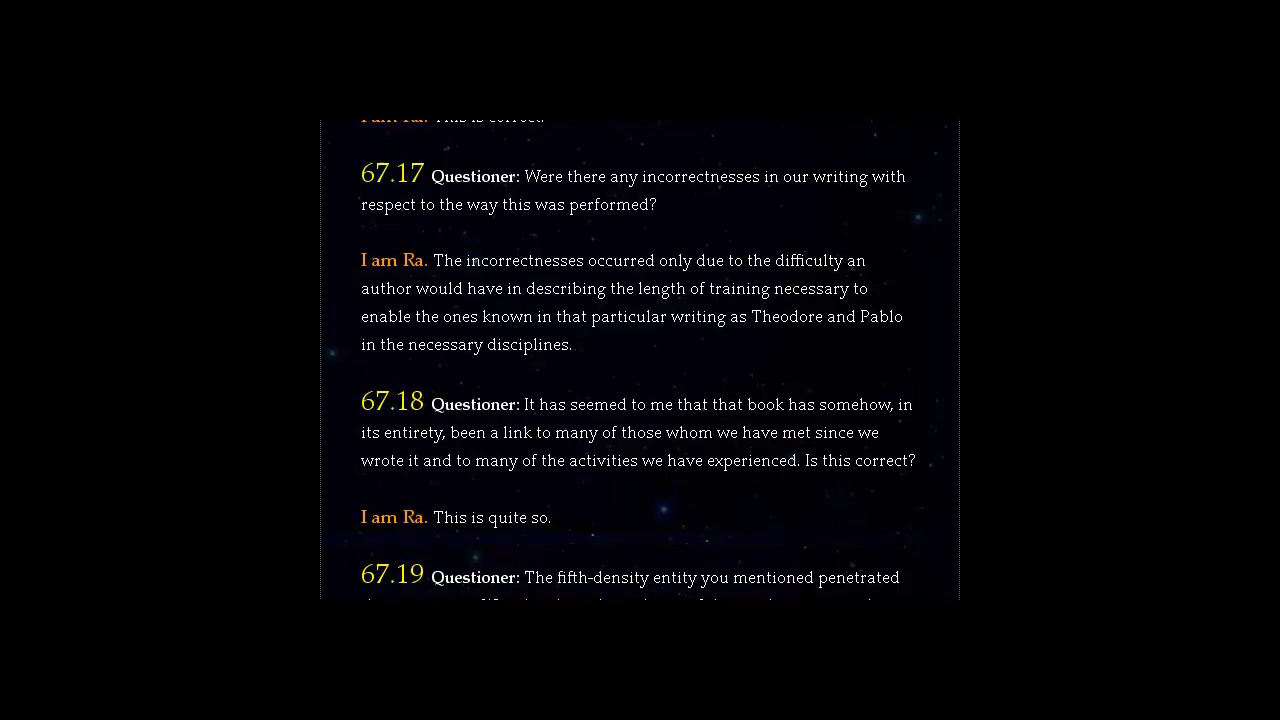 I am Ra. This is correct.
67.17 Questioner: Were there any incorrectnesses in our writing with
respect to the way this was performed?
I am Ra. The incorrectnesses occurred only due to the difficulty an
author would have in describing the length of training necessary to
enable the ones known in that particular writing as Theodore and Pablo
in the necessary disciplines.
67.18 Questioner: It has seemed to me that that book has somehow, in
its entirety, been a link to many of those whom we have met since we
wrote it and to many of the activities we have experienced. Is this correct?
I am Ra. This is quite so.
67.19 Questioner: The fifth-density entity you mentioned penetrated